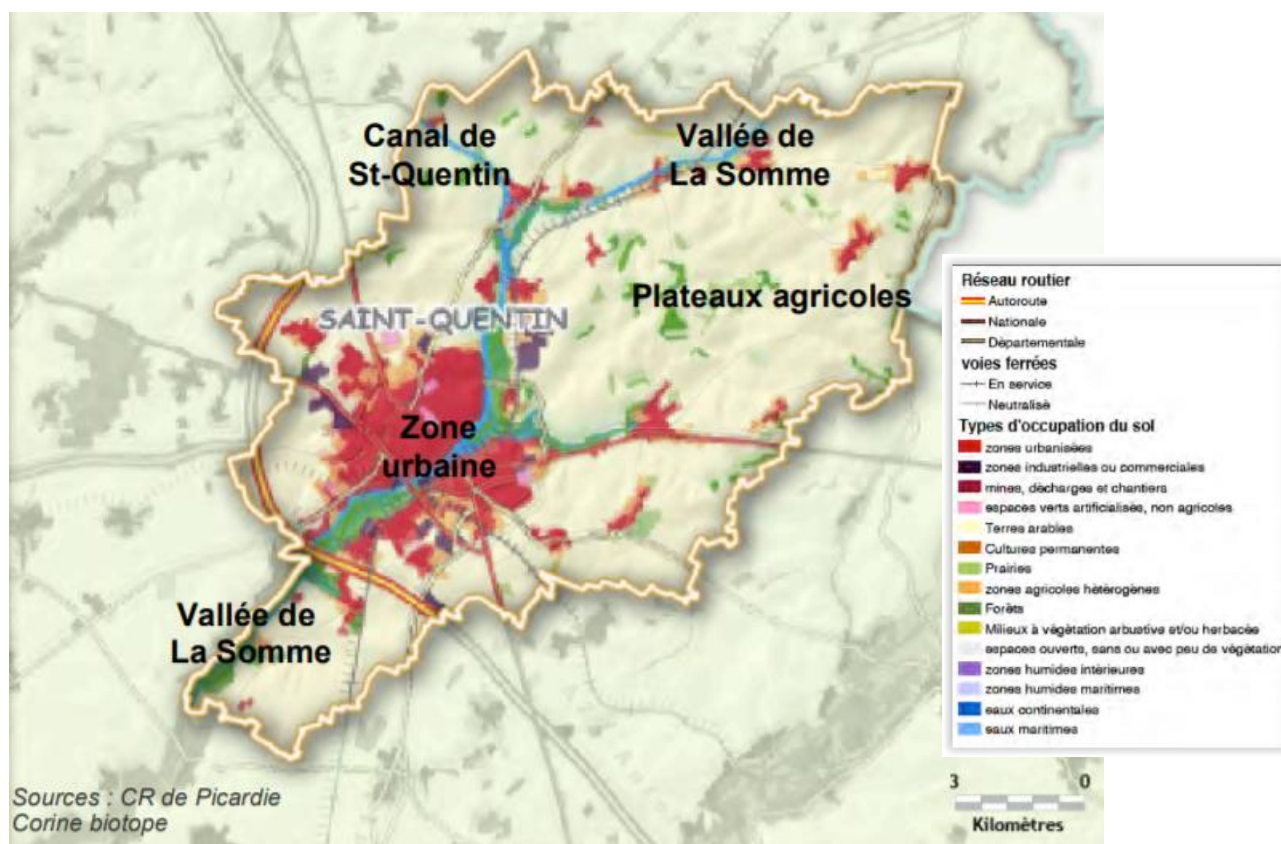 Canal de
St-Quentin
Vallée de
La Somme
Plateaux agricoles
SAINT-QUENTIN
Zone
urbaine
Vallée de
La Somme
Sources : CR de Picardie
Corine biotope
Réseau routier
Autoroute
Nationale
Départementale
voies ferrées
En service
Neutralisé
Types d'occupation du sol
zones urbanisées
zones industrielles ou commerciales
mines, décharges et chantiers
espaces verts artificialisés, non agricoles
Terres arables
Cultures permanentes
Prairies
zones agricoles hétérogènes
Forêts
Milieux à végétation arbustive et/ou herbacée
espaces ouverts, sans ou avec peu de végétation
zones humides intérieures
zones humides maritimes
eaux continentales
eaux maritimes
3 0
Kilomètres